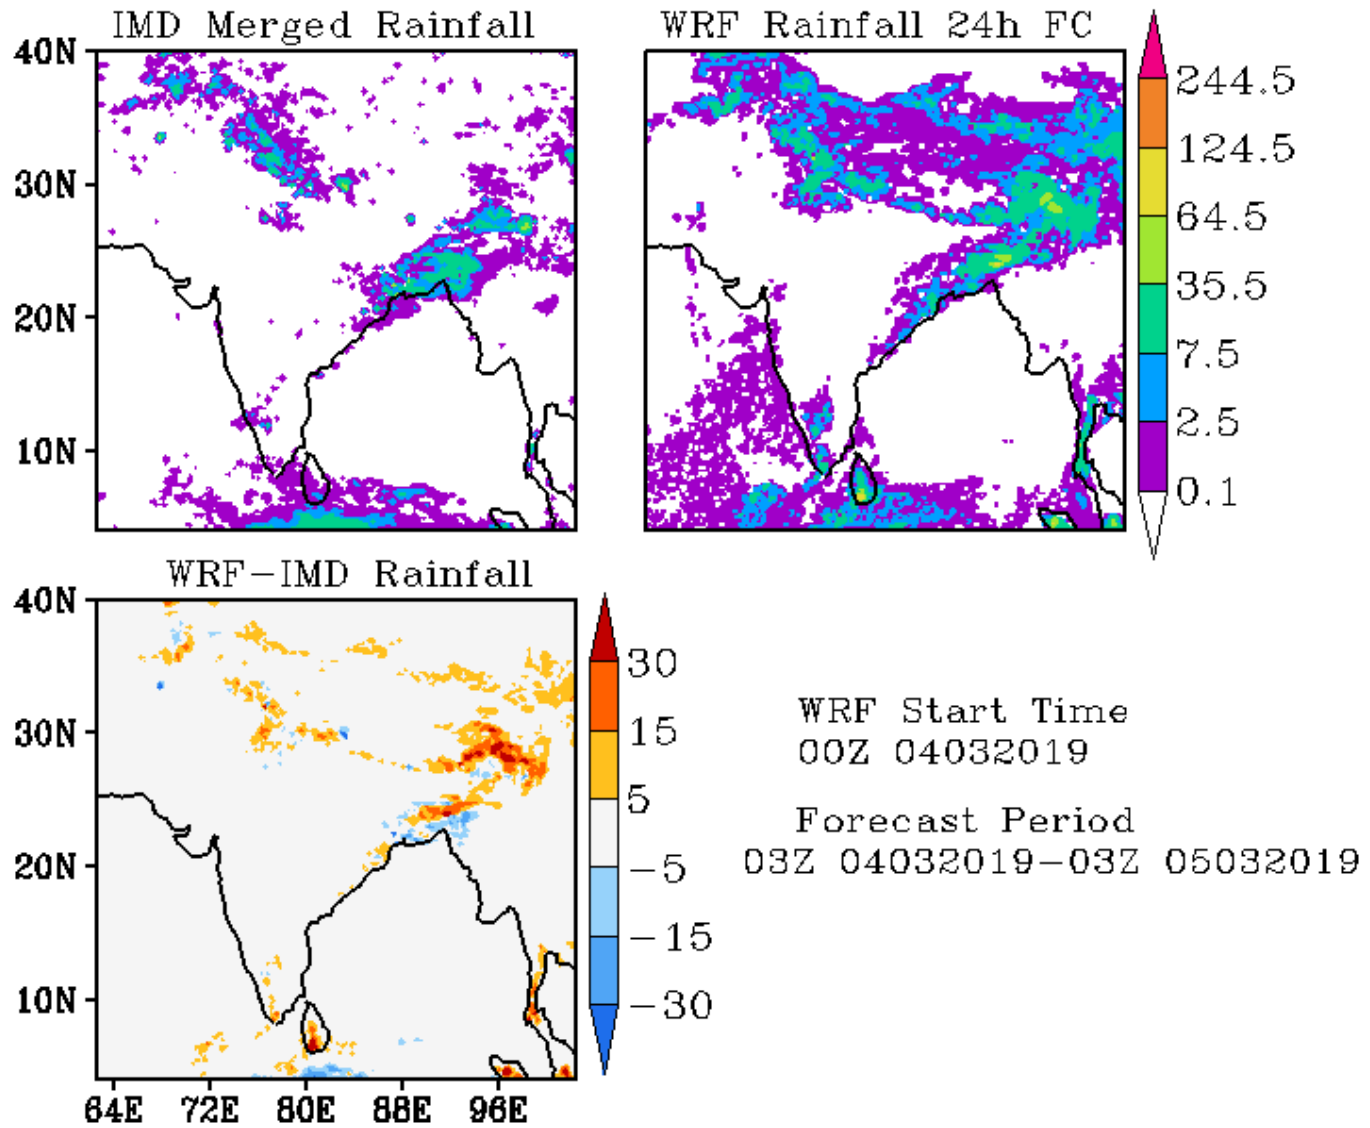 IMD Merged Rainfall
WRF Rainfall 24h FC
40N
30N
20N
10N
244.5
124.5
64.5
35.5
7.5
2.5
0.1
WRF-IMD Rainfall
40N
30N
20N
10N
64E 72E 80E 88E 96E
30
15
5
-5
-15
-30
WRF Start Time
00Z 04032019
Forecast Period
03Z 04032019-03Z 05032019